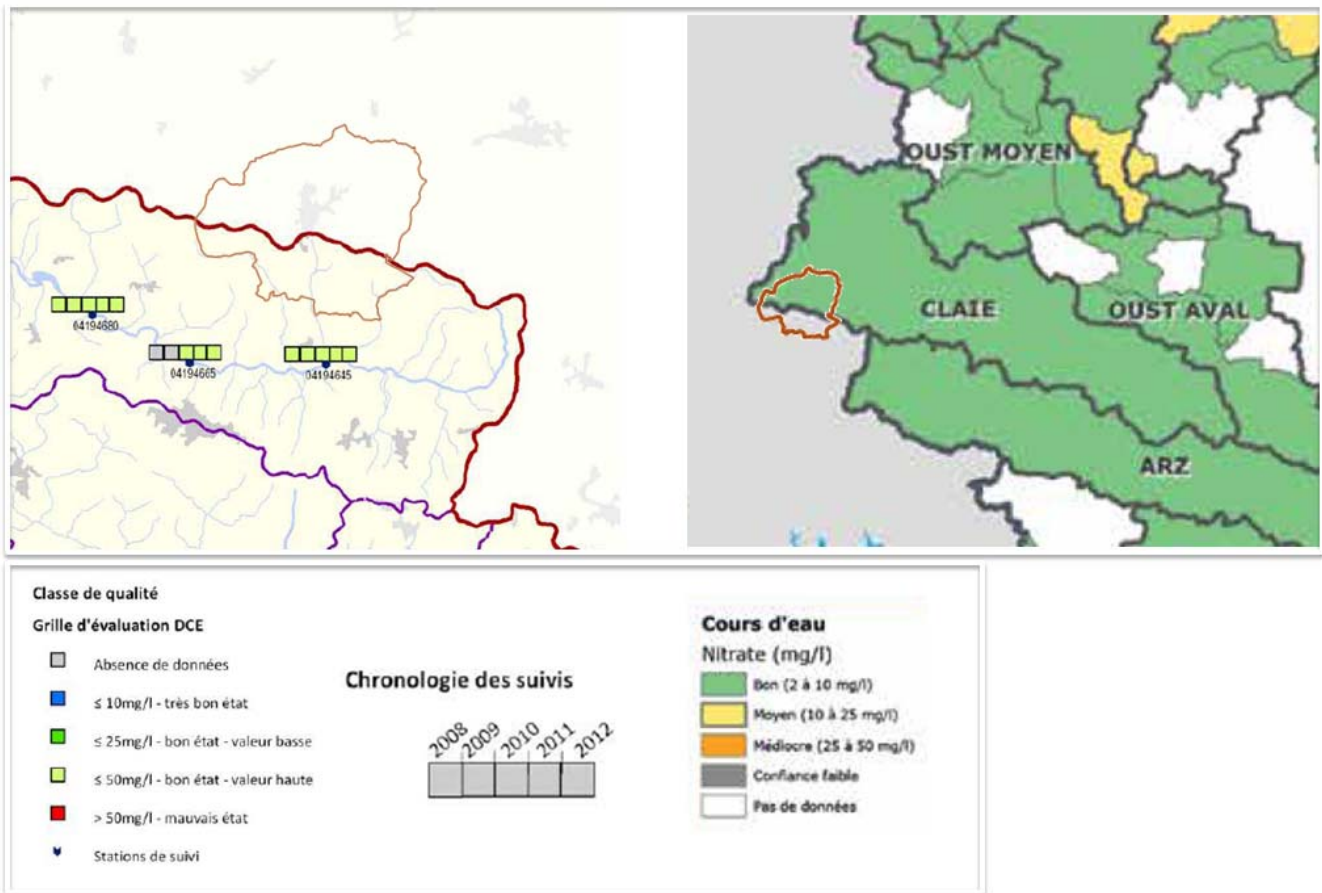 OUST MOYEN
CLAIE
OUST AVAL
ARZ
04194680
04194665
04194645
Classe de qualité
Grille d'évaluation DCE
Absence de données
≤ 10mg/l - très bon état
≤ 25mg/l - bon état - valeur basse
≤ 50mg/l - bon état - valeur haute
> 50mg/l - mauvais état
Stations de suivi
Chronologie des suivis
2008 2009 2010 2011 2012
Cours d'eau
Nitrate (mg/l)
Bon (2 à 10 mg/l)
Moyen (10 à 25 mg/l)
Médiocre (25 à 50 mg/l)
Confiance faible
Pas de données